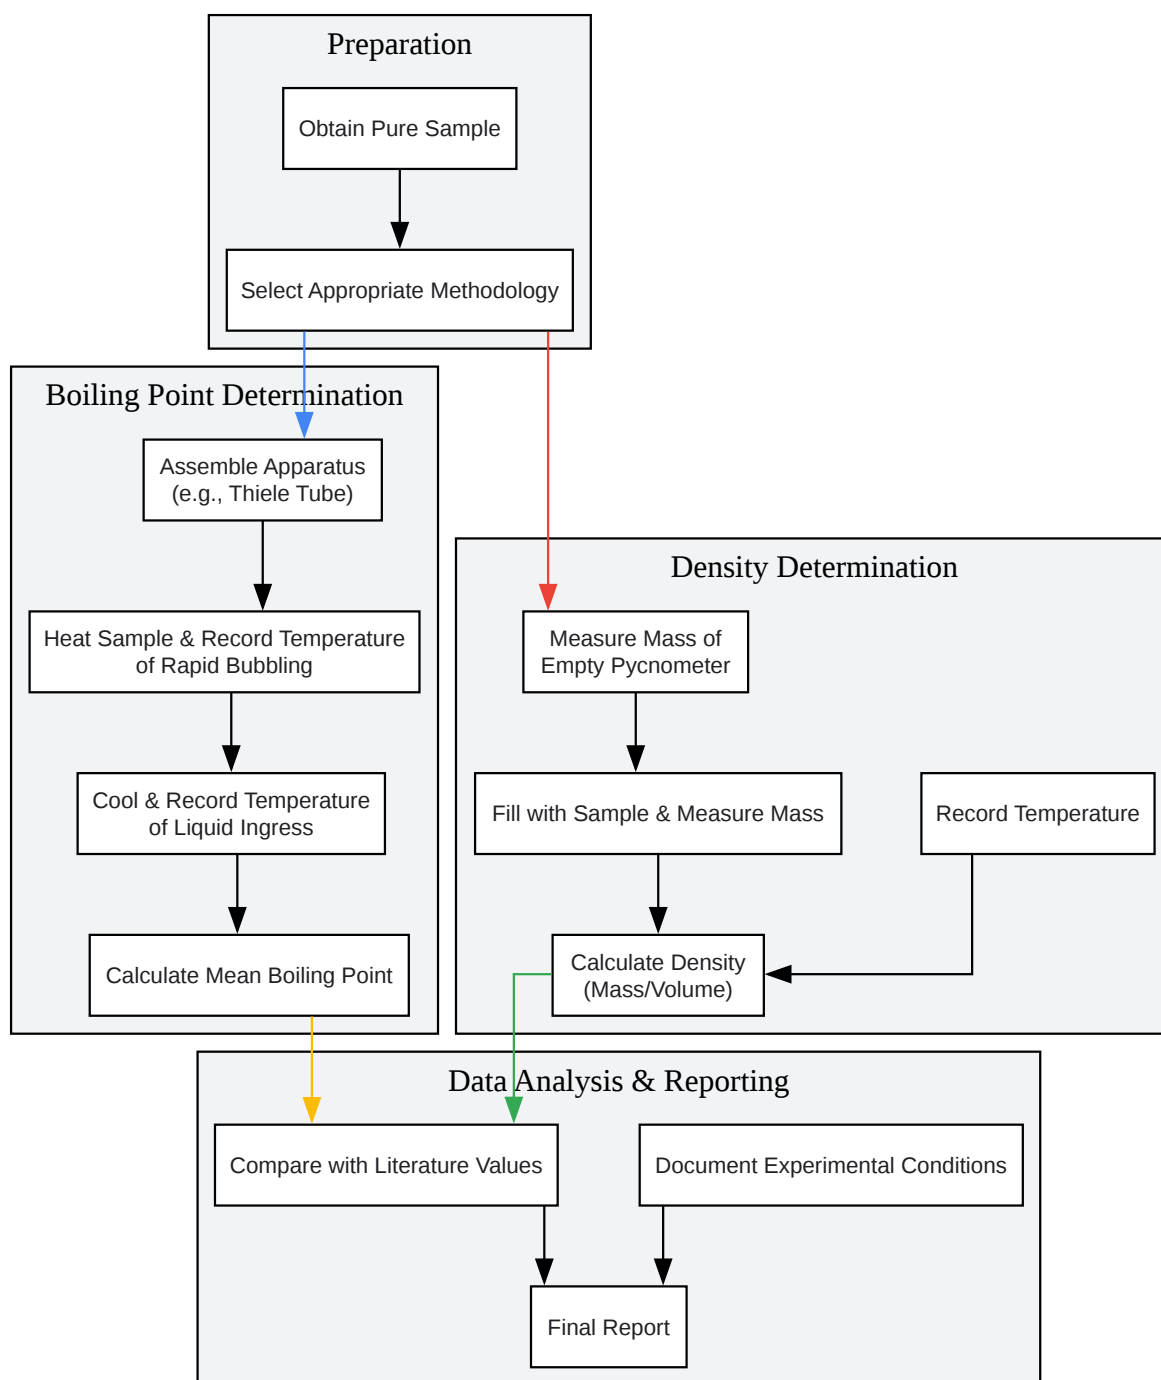 Preparation
Obtain Pure Sample
Select Appropriate Methodology
Boiling Point Determination
Assemble Apparatus
(e.g., Thiele Tube)
Heat Sample & Record Temperature
of Rapid Bubbling
Cool & Record Temperature
of Liquid Ingress
Calculate Mean Boiling Point
Density Determination
Measure Mass of
Empty Pycnometer
Fill with Sample & Measure Mass
Record Temperature
Calculate Density
(Mass/Volume)
Data Analysis & Reporting
Compare with Literature Values
Document Experimental Conditions
Final Report